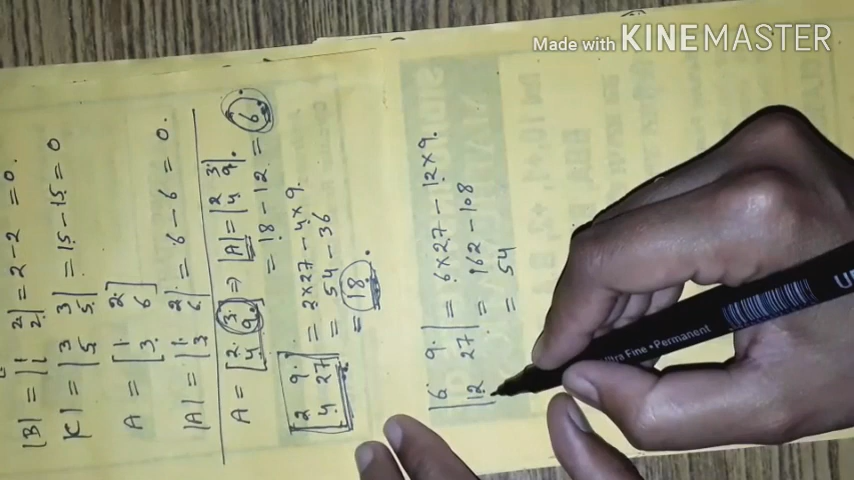 Made with KINEMASTER
|B| = |1 2 2| = 2 - 2 = 0.
|C| = |3 3
5 5| = 15 - 15 = 0
A = [1 2
3 6]
|A| = |1 2
3 6| = 6 - 6 = 0.
A = [2 3
4 9] ⇒ |A| = |2 3
4 9|
= 18 - 12 = 6.
[2 9
4 27] = 2×27 - 4×9
= 54 - 36
= 18.
|6 9
12 27| = 6×27 - 12×9.
= 162 - 108
= 54
Ultra Fine • Permanent